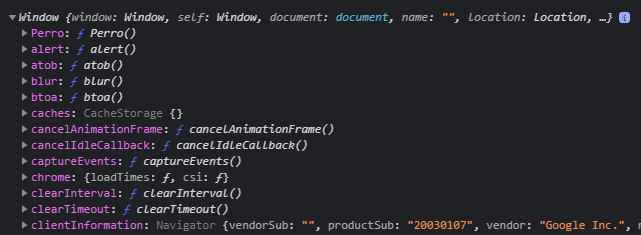 Window {window: Window, self: Window, document: document, name: "", location: Location, …} i
Perro: ƒ Perro()
alert: ƒ alert()
atob: ƒ atob()
blur: ƒ blur()
btoa: ƒ btoa()
caches: CacheStorage {}
cancelAnimationFrame: ƒ cancelAnimationFrame()
cancelIdleCallback: ƒ cancelIdleCallback()
captureEvents: ƒ captureEvents()
chrome: {loadTimes: ƒ, csi: ƒ}
clearInterval: ƒ clearInterval()
clearTimeout: ƒ clearTimeout()
clientInformation: Navigator {vendorSub: "", productSub: "20030107", vendor: "Google Inc.",